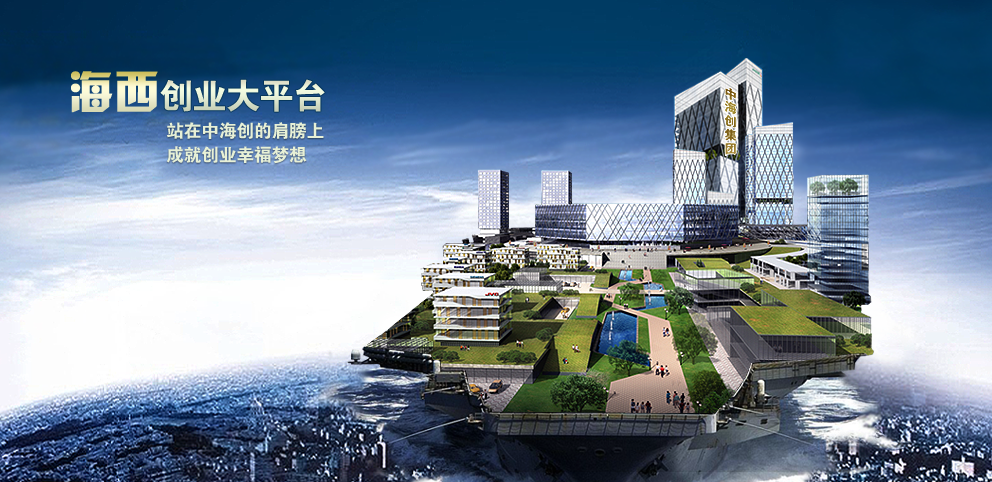 海西创业大平台
站在中海创的肩膀上
成就创业幸福梦想
中海创集团
JVC